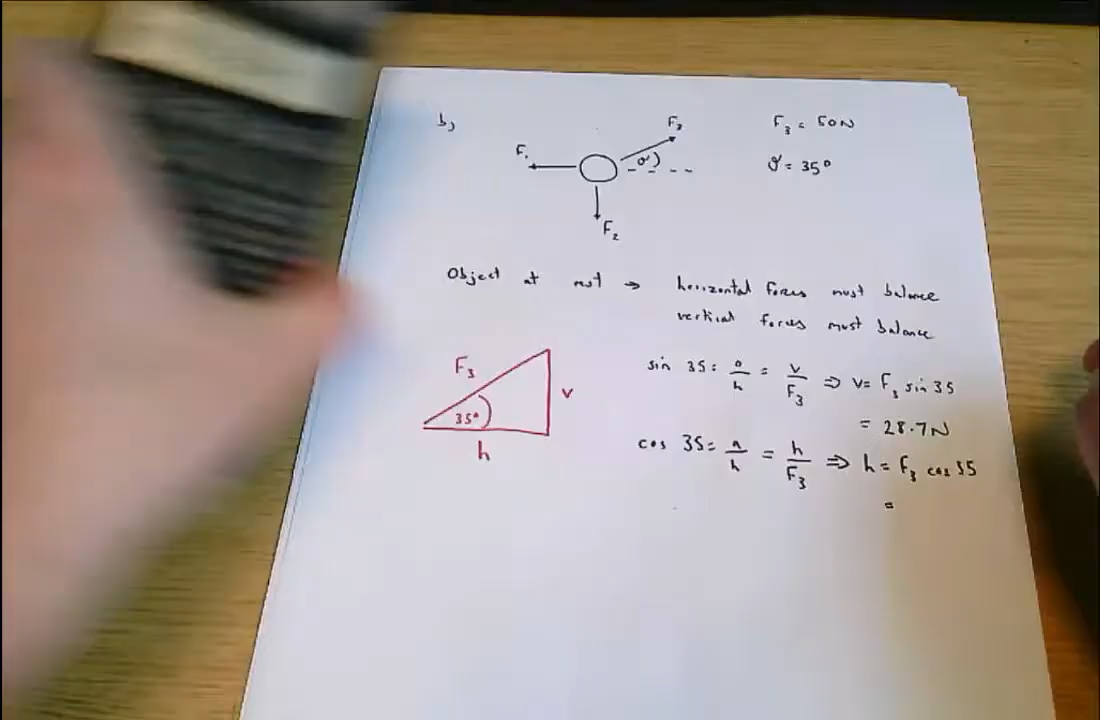 b)
F₃
F₃ = 50N
F₁
θ)
θ = 35°
F₂
Object at rest → horizontal forces must balance
vertical forces must balance
F₃
35°
v
h
sin 35 = o/h = v/F₃ ⇒ v = F₃ sin 35
= 28.7N
cos 35 = a/h = h/F₃ ⇒ h = F₃ cos 35
=